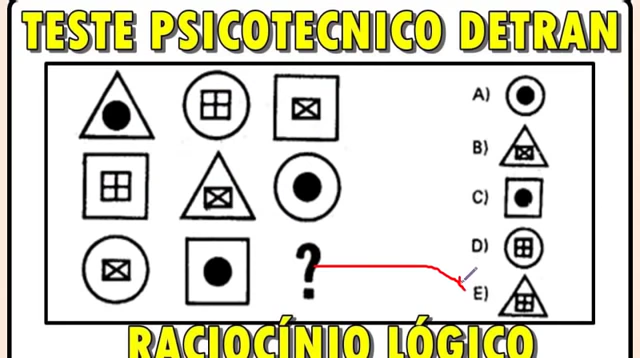 TESTE PSICOTECNICO DETRAN
A)
B)
C)
D)
?
E)
RACIOCÍNIO LÓGICO